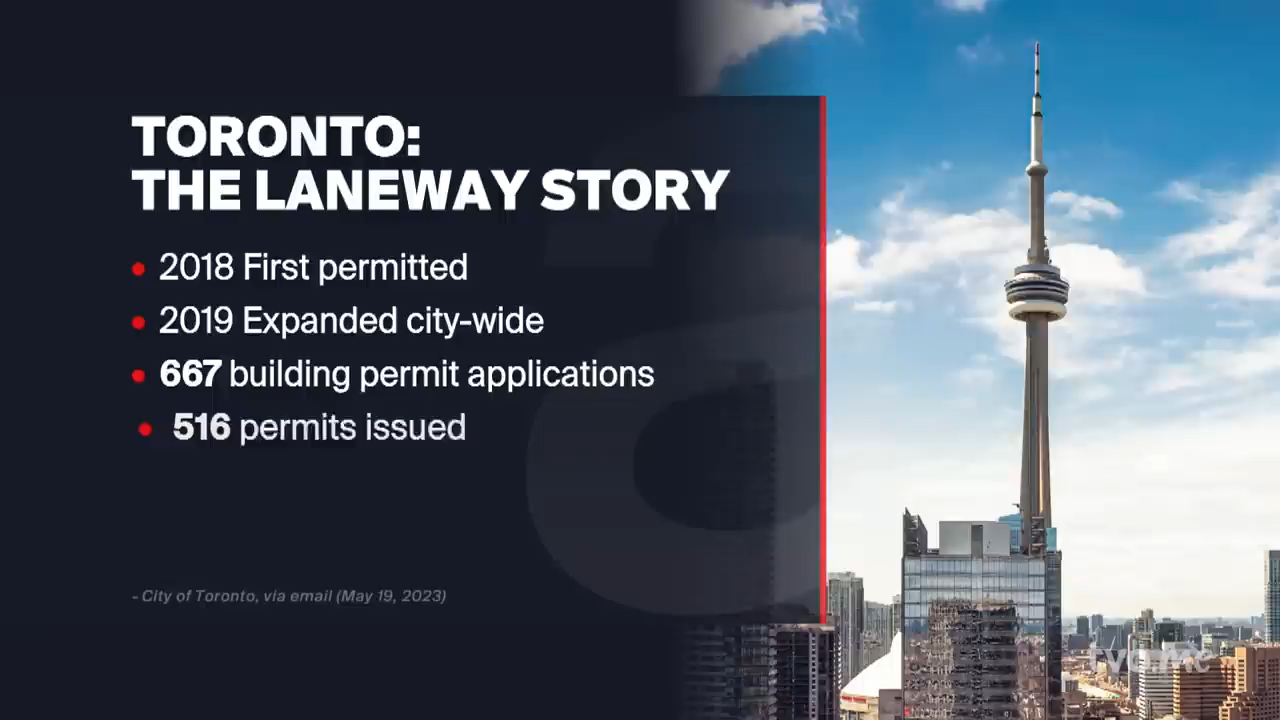 TORONTO:
THE LANEWAY STORY
2018 First permitted
2019 Expanded city-wide
667 building permit applications
516 permits issued
- City of Toronto, via email (May 19, 2023)